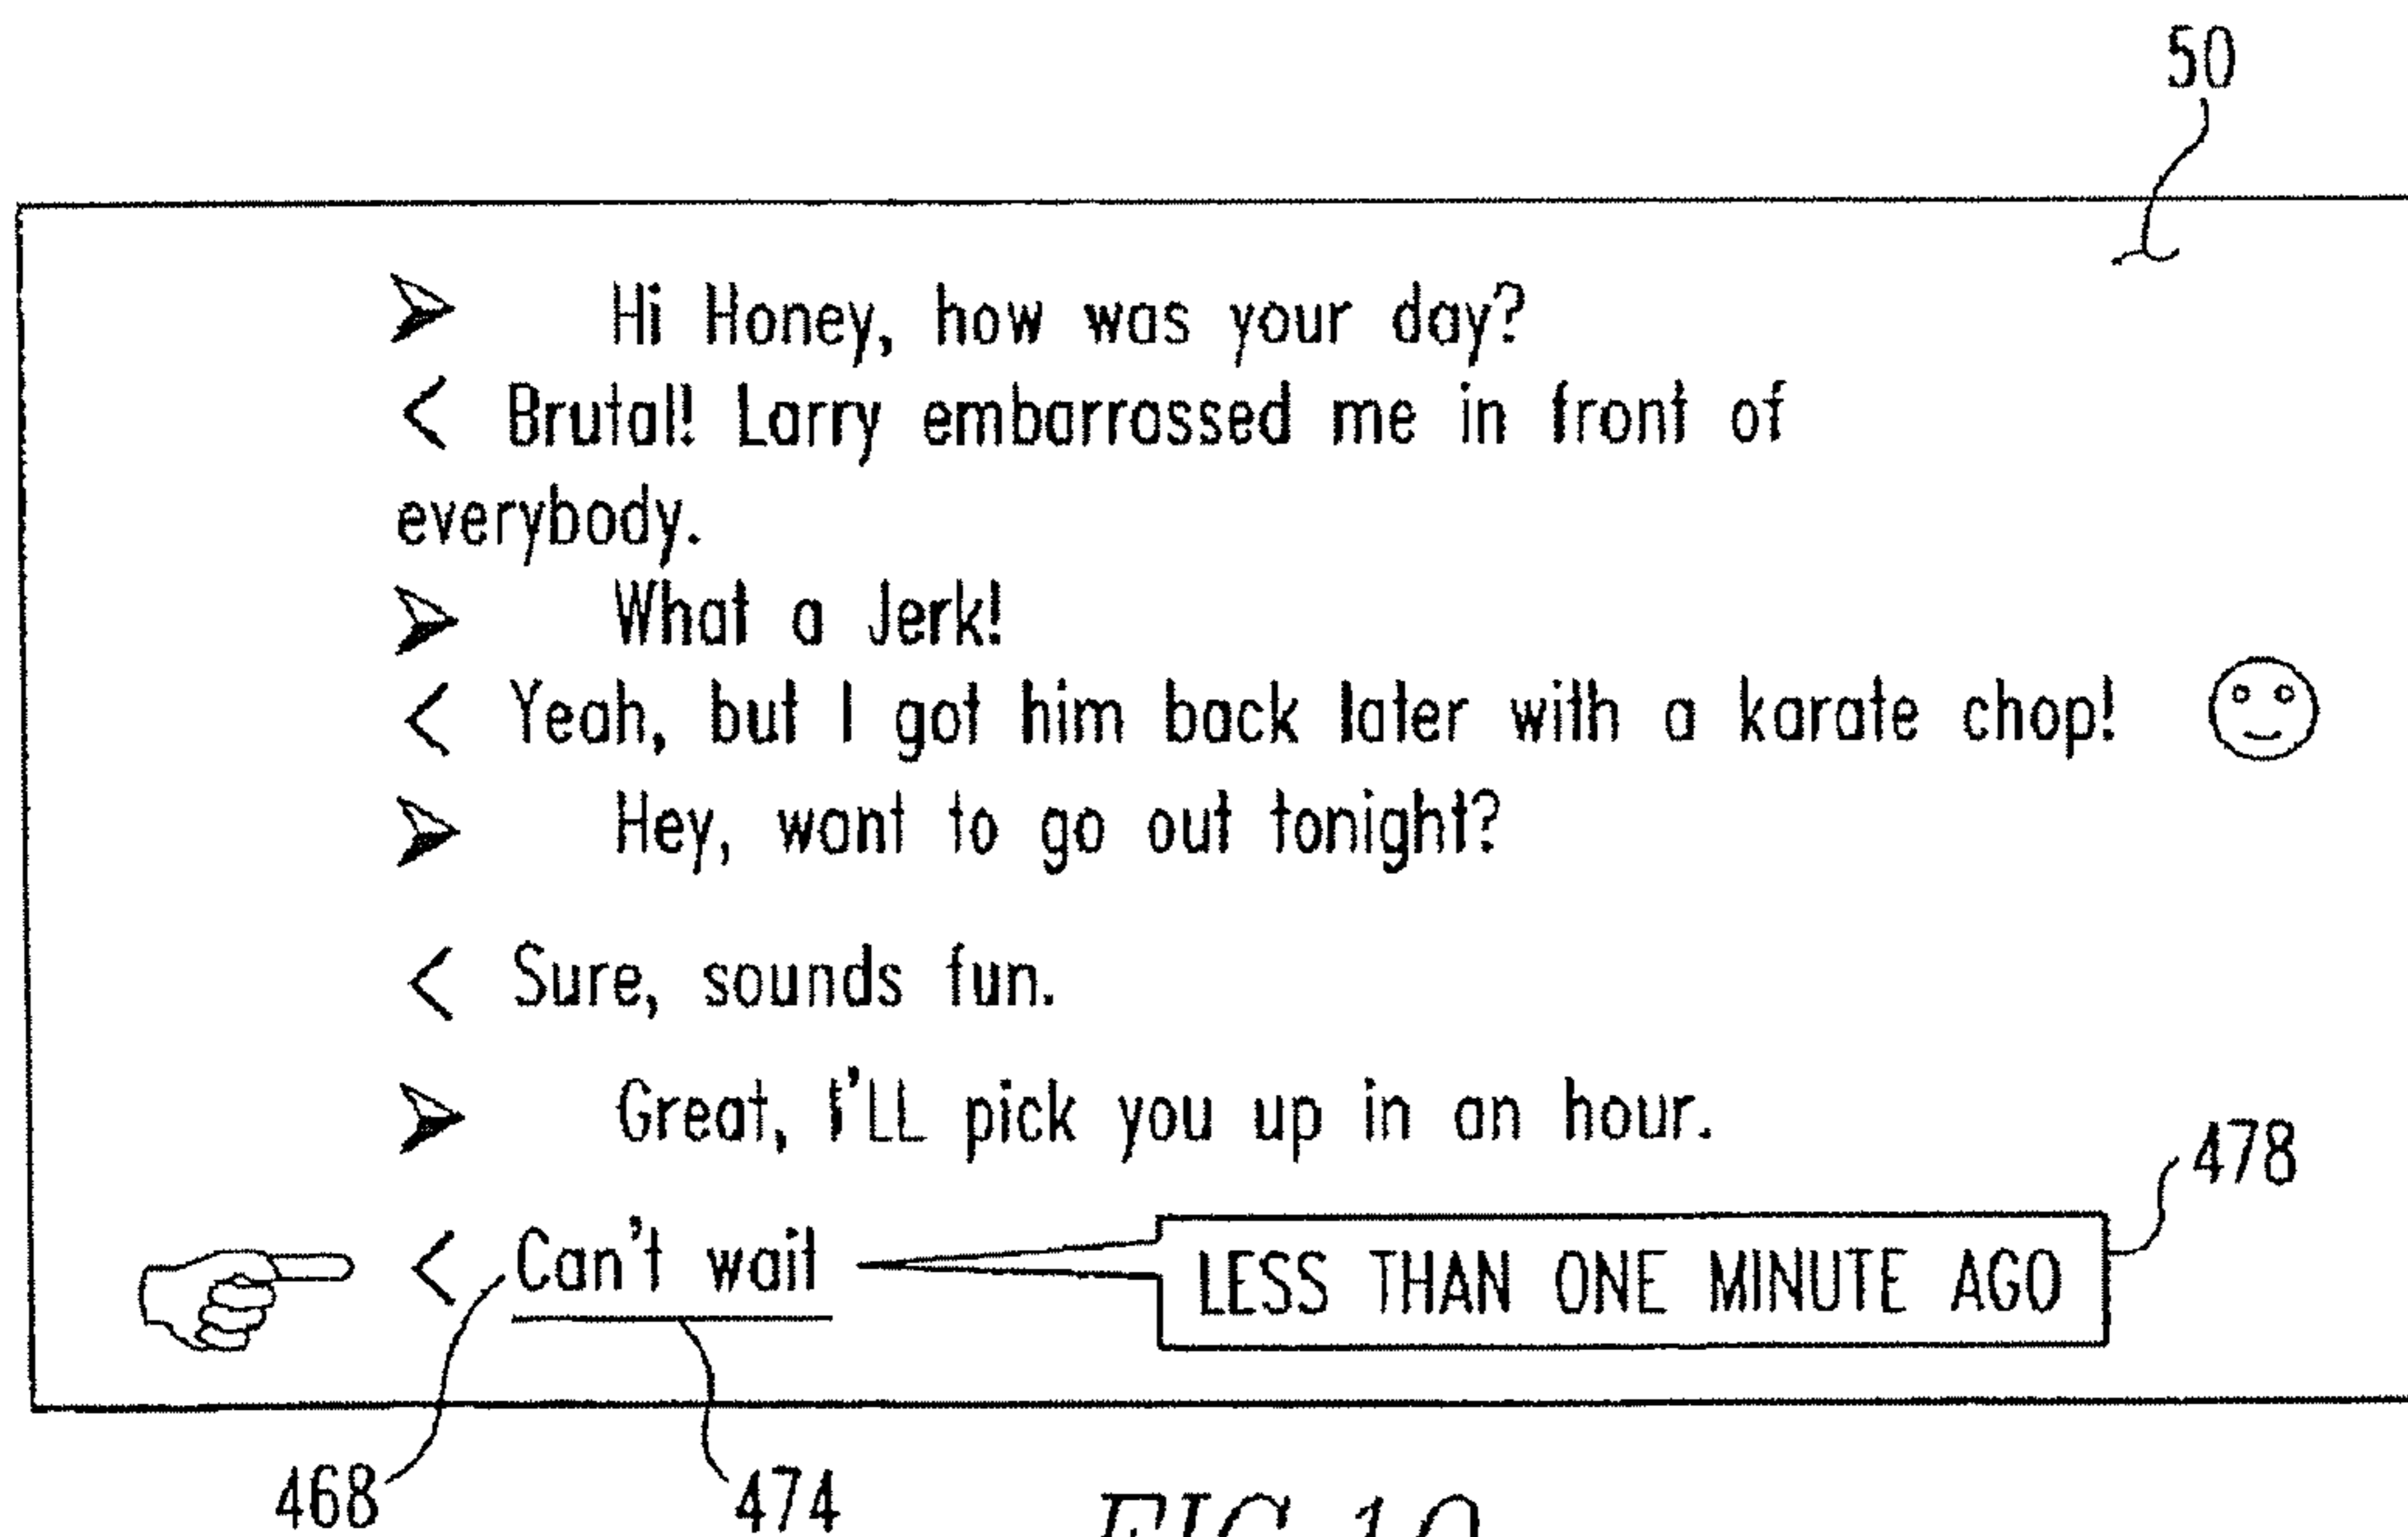 50
➢ Hi Honey, how was your day?
< Brutal! Larry embarrassed me in front of
everybody.
➢ What a Jerk!
< Yeah, but I got him back later with a karate chop! ☺
➢ Hey, want to go out tonight?
< Sure, sounds fun.
➢ Great, I'LL pick you up in an hour.
478
< Can't wait LESS THAN ONE MINUTE AGO
468 474